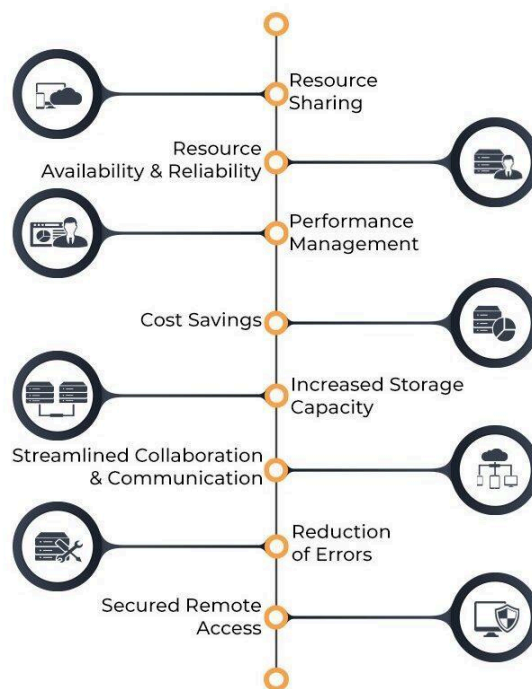 Resource
Sharing
Resource
Availability & Reliability
Performance
Management
Cost Savings
Increased Storage
Capacity
Streamlined Collaboration
& Communication
Reduction
of Errors
Secured Remote
Access